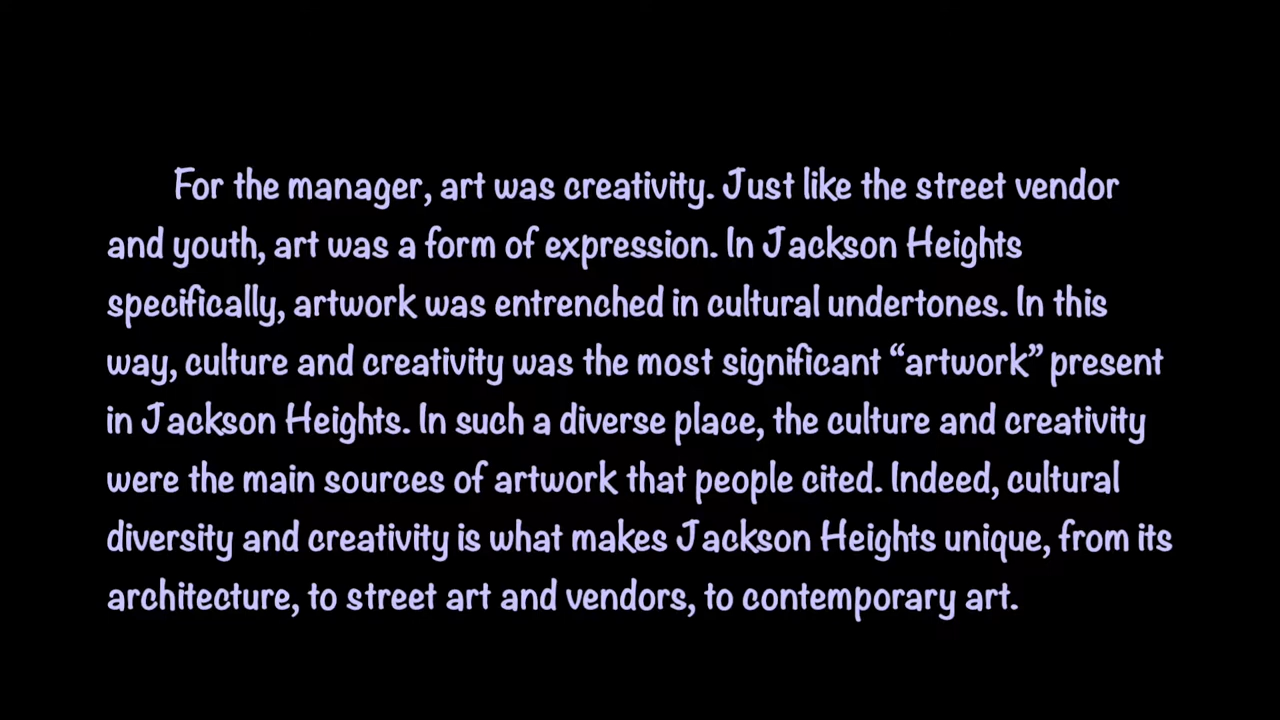 For the manager, art was creativity. Just like the street vendor
and youth, art was a form of expression. In Jackson Heights
specifically, artwork was entrenched in cultural undertones. In this
way, culture and creativity was the most significant “artwork” present
in Jackson Heights. In such a diverse place, the culture and creativity
were the main sources of artwork that people cited. Indeed, cultural
diversity and creativity is what makes Jackson Heights unique, from its
architecture, to street art and vendors, to contemporary art.